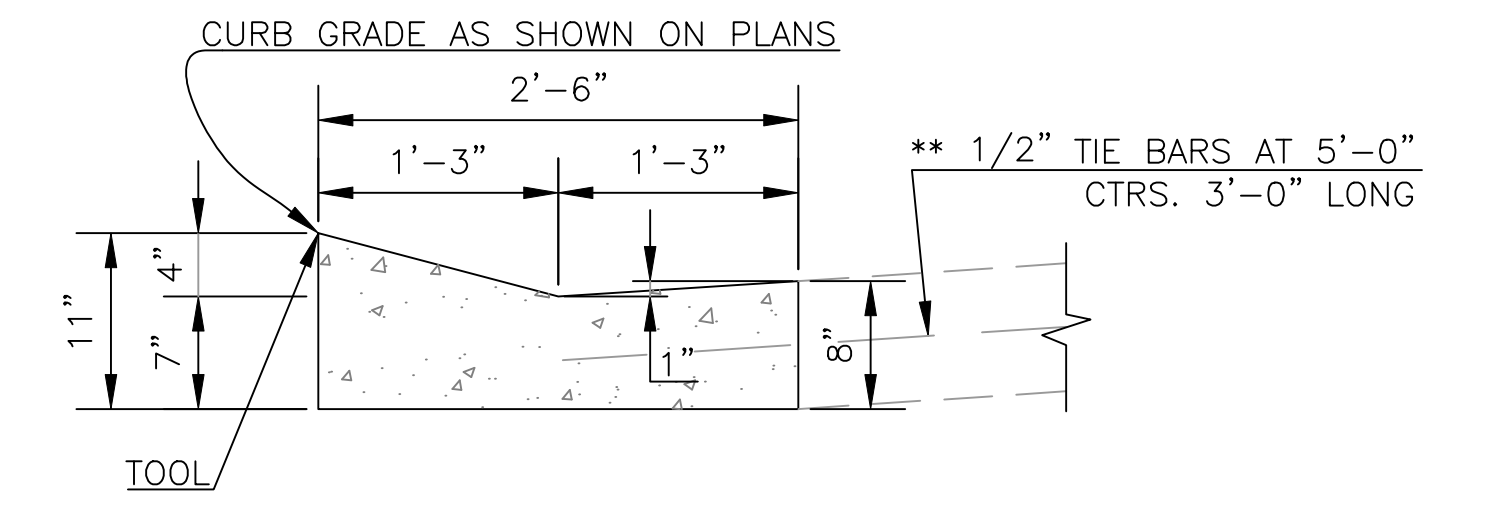 CURB GRADE AS SHOWN ON PLANS
2'-6"
1'-3" 1'-3"
** 1/2" TIE BARS AT 5'-0"
CTRS. 3'-0" LONG
4"
11"
7"
1"
8"
TOOL